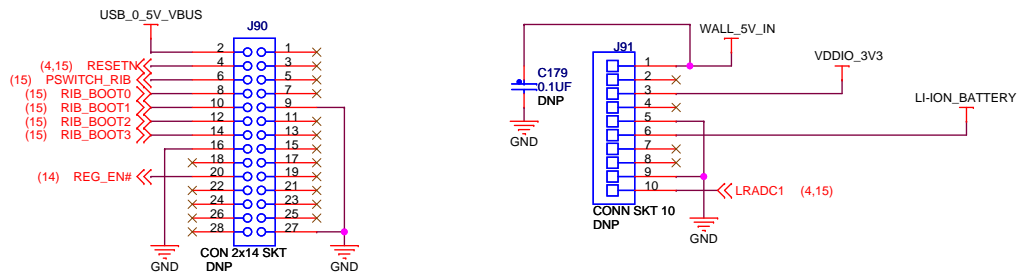 USB_0_5V_VBUS
J90
2 1
(4,15) RESETN 4 3
(15) PSWITCH_RIB 6 5
(15) RIB_BOOT0 8 7
(15) RIB_BOOT1 10 9
(15) RIB_BOOT2 12 11
(15) RIB_BOOT3 14 13
16 15
18 17
(14) REG_EN# 20 19
22 21
24 23
26 25
28 27
CON 2x14 SKT
DNP
GND
GND
WALL_5V_IN
J91
VDDIO_3V3
C179
0.1UF
DNP
LI-ION_BATTERY
GND
1
2
3
4
5
6
7
8
9
10 LRADC1 (4,15)
CONN SKT 10
DNP
GND